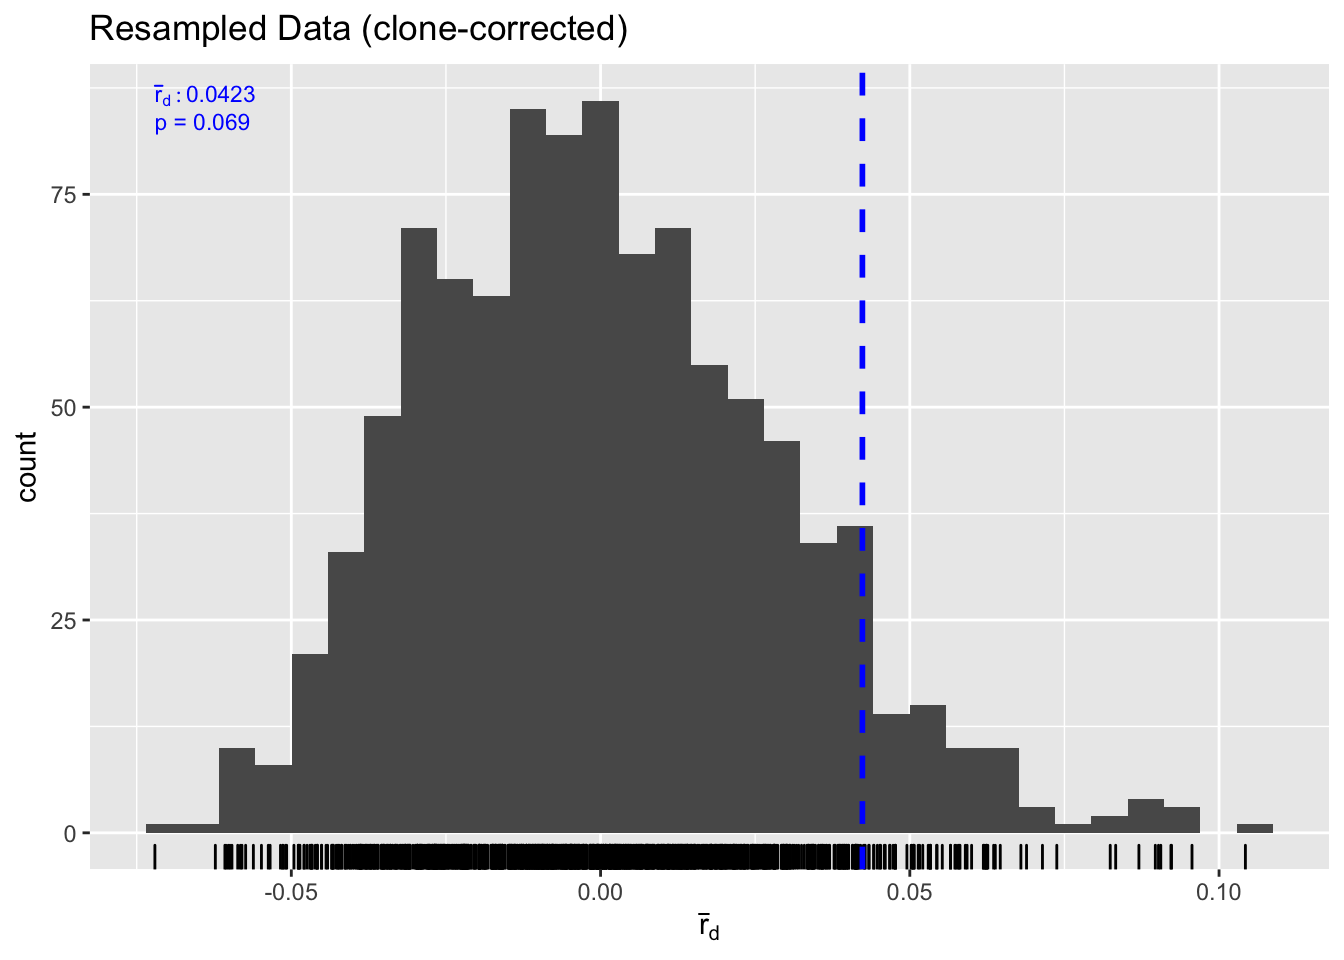 Resampled Data (clone-corrected)
r̄d : 0.0423
p = 0.069
75
50
25
0
count
-0.05 0.00 0.05 0.10
r̄d